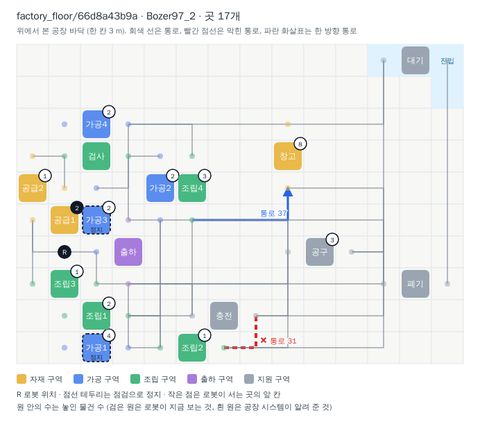 factory_floor/66d8a43b9a · Bozer97_2 · 곳 17개
위에서 본 공장 바닥 (한 칸 3 m). 회색 선은 통로, 빨간 점선은 막힌 통로, 파란 화살표는 한 방향 통로
대기
진입
가공4 2
검사
창고 8
공급2 1
가공2 2
조립4 3
공급1 2
가공3 2
정지
통로 37
R
출하
공구 3
조립3 1
폐기
조립1 2
충전
가공1 4
정지
조립2 1
✖ 통로 31
자재 구역 가공 구역 조립 구역 출하 구역 지원 구역
R 로봇 위치 · 점선 테두리는 점검으로 정지 · 작은 점은 로봇이 서는 곳의 앞 칸
원 안의 수는 놓인 물건 수 (검은 원은 로봇이 지금 보는 것, 흰 원은 공장 시스템이 알려 준 것)